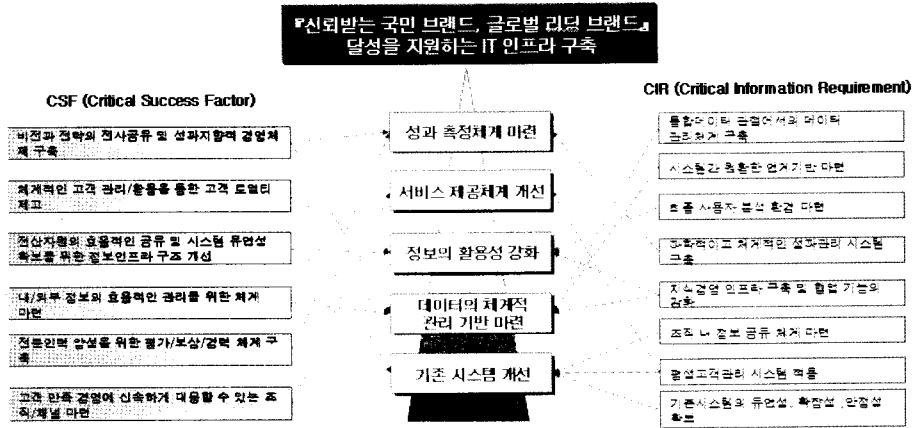 『신뢰받는 국민 브랜드, 글로벌 리딩 브랜드』
달성을 지원하는 IT 인프라 구축
CSF (Critical Success Factor)
비전과 전략의 전사공유 및 성과지향적 경영체
제 구축
체계적인 고객 관리/활용을 통한 고객 로열티
제고
전산자원의 효율적인 공유 및 시스템 유연성
확보를 위한 정보인프라 구조 개선
내/외부 정보의 효율적인 관리를 위한 체계
마련
전문인력 양성을 위한 평가/보상/경력 체계 구
축
고객 만족 경영에 신속하게 대응할 수 있는 조
직/채널 마련
성과 측정체계 마련
서비스 제공체계 개선
정보의 활용성 강화
데이터의 체계적
관리 기반 마련
기존 시스템 개선
CIR (Critical Information Requirement)
통합데이터 관점에서의 데이터
관리체계 구축
시스템간 원활한 연계기반 마련
최종 사용자 분석 환경 마련
과학적이고 체계적인 성과관리 시스템
구축
지식경영 인프라 구축 및 협업 기능의
강화
조직 내 정보 공유 체계 마련
통합고객관리 시스템 적용
기존시스템의 유연성, 확장성, 안정성
확보